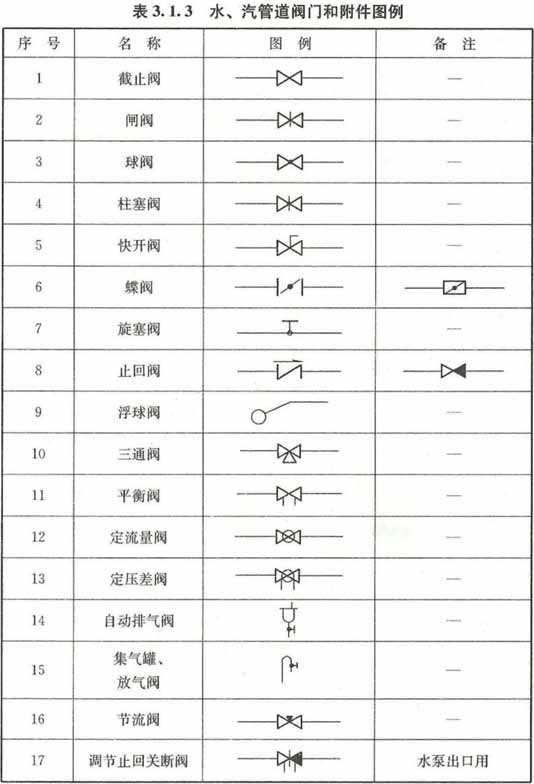 表3.1.3 水、汽管道阀门和附件图例
序 号 名 称 图 例 备 注
1 截止阀 —
2 闸阀 —
3 球阀 —
4 柱塞阀 —
5 快开阀 —
6 蝶阀
7 旋塞阀 —
8 止回阀
9 浮球阀 —
10 三通阀 —
11 平衡阀 —
12 定流量阀 —
13 定压差阀 —
14 自动排气阀 —
15 集气罐、
放气阀 —
16 节流阀 —
17 调节止回关断阀 水泵出口用